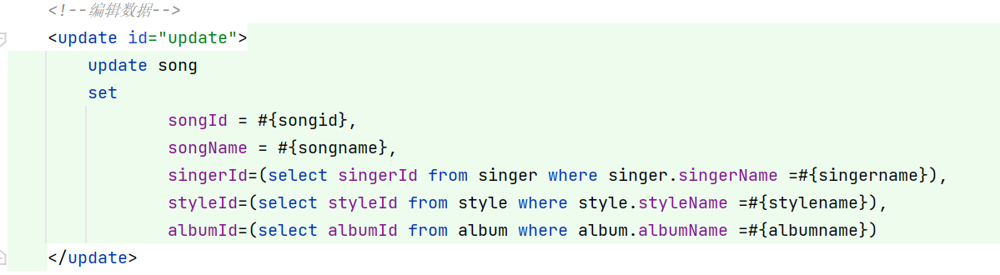 <!--编辑数据-->
<update id="update">
update song
set
songId = #{songid},
songName = #{songname},
singerId=(select singerId from singer where singer.singerName =#{singername}),
styleId=(select styleId from style where style.styleName =#{stylename}),
albumId=(select albumId from album where album.albumName =#{albumname})
</update>